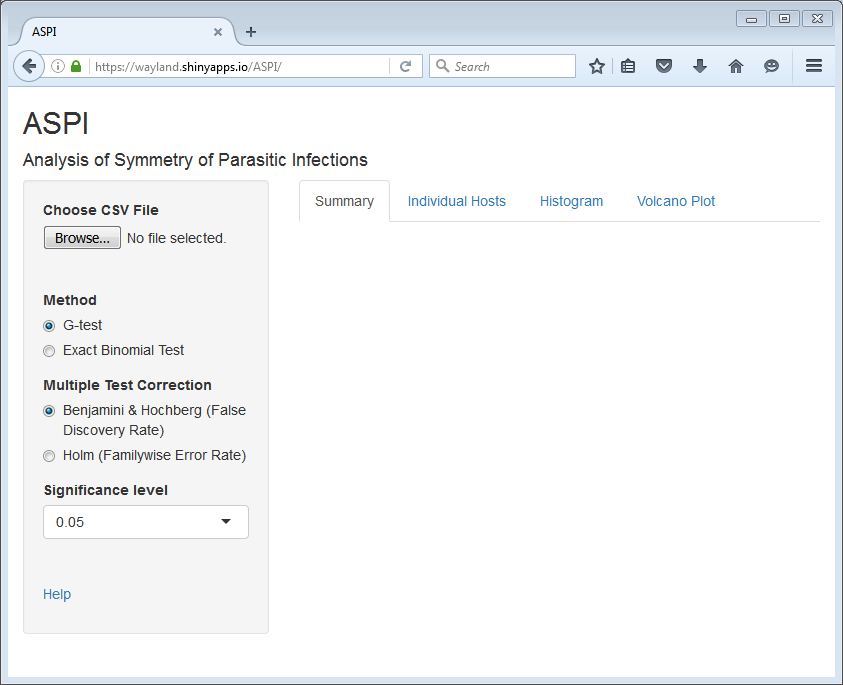 ASPI
https://wayland.shinyapps.io/ASPI/
Search
ASPI
Analysis of Symmetry of Parasitic Infections
Choose CSV File
Browse... No file selected.
Method
G-test
Exact Binomial Test
Multiple Test Correction
Benjamini & Hochberg (False
Discovery Rate)
Holm (Familywise Error Rate)
Significance level
0.05
Help
Summary Individual Hosts Histogram Volcano Plot